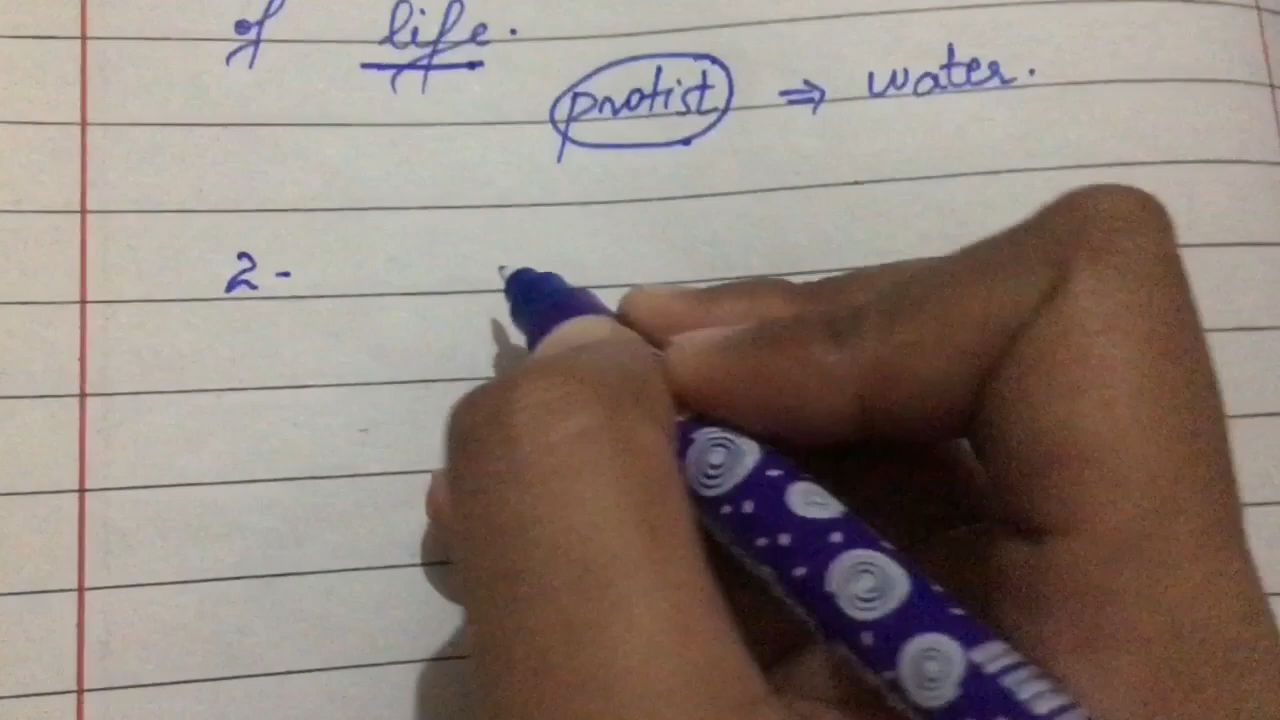 of life.
protist ⇒ water.
2-